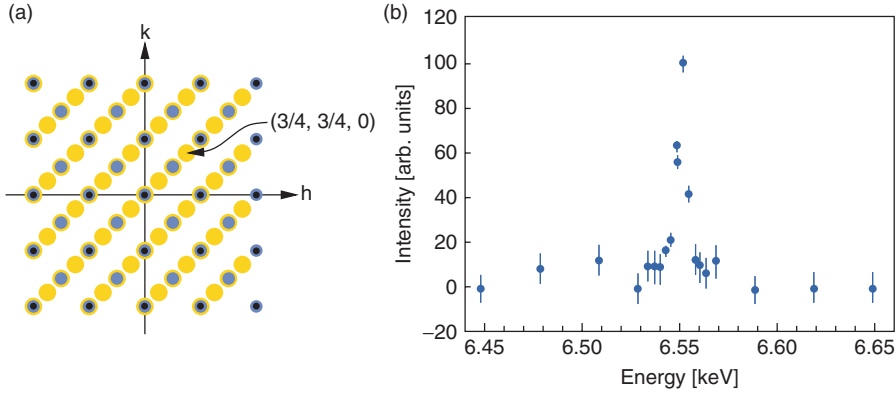 (a)
k
(3/4, 3/4, 0)
h
(b)
Intensity [arb. units]
120
100
80
60
40
20
0
−20
6.45 6.50 6.55 6.60 6.65
Energy [keV]